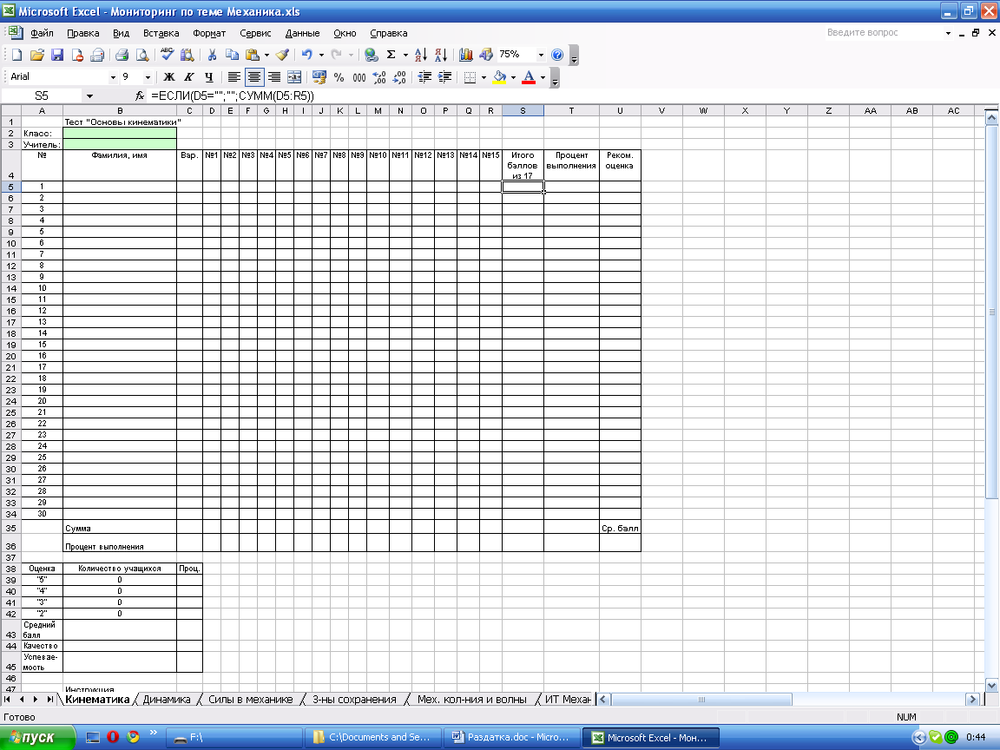 Microsoft Excel - Мониторинг по теме Механика.xls
Файл Правка Вид Вставка Формат Сервис Данные Окно Справка Введите вопрос
75%
Arial 9 Ж К Ч % 000
S5 fx =ЕСЛИ(D5="";"";СУММ(D5:R5))
A B C D E F G H I J K L M N O P Q R S T U V W X Y Z AA AB AC
1 Тест "Основы кинематики"
2 Класс:
3 Учитель:
4 № Фамилия, имя Вар. №1 №2 №3 №4 №5 №6 №7 №8 №9 №10 №11 №12 №13 №14 №15 Итого баллов из 17 Процент выполнения Реком. оценка
5 1
6 2
7 3
8 4
9 5
10 6
11 7
12 8
13 9
14 10
15 11
16 12
17 13
18 14
19 15
20 16
21 17
22 18
23 19
24 20
25 21
26 22
27 23
28 24
29 25
30 26
31 27
32 28
33 29
34 30
35 Сумма Ср. балл
36 Процент выполнения
37
38 Оценка Количество учащихся Проц.
39 "5" 0
40 "4" 0
41 "3" 0
42 "2" 0
43 Средний балл
44 Качество
45 Успевае-мость
46
47 Инструкция
Кинематика Динамика Силы в механике З-ны сохранения Мех. кол-ния и волны ИТ Механ
Готово NUM
пуск F:\ C:\Documents and Se... Раздатка.doc - Micro... Microsoft Excel - Мон... 0:44